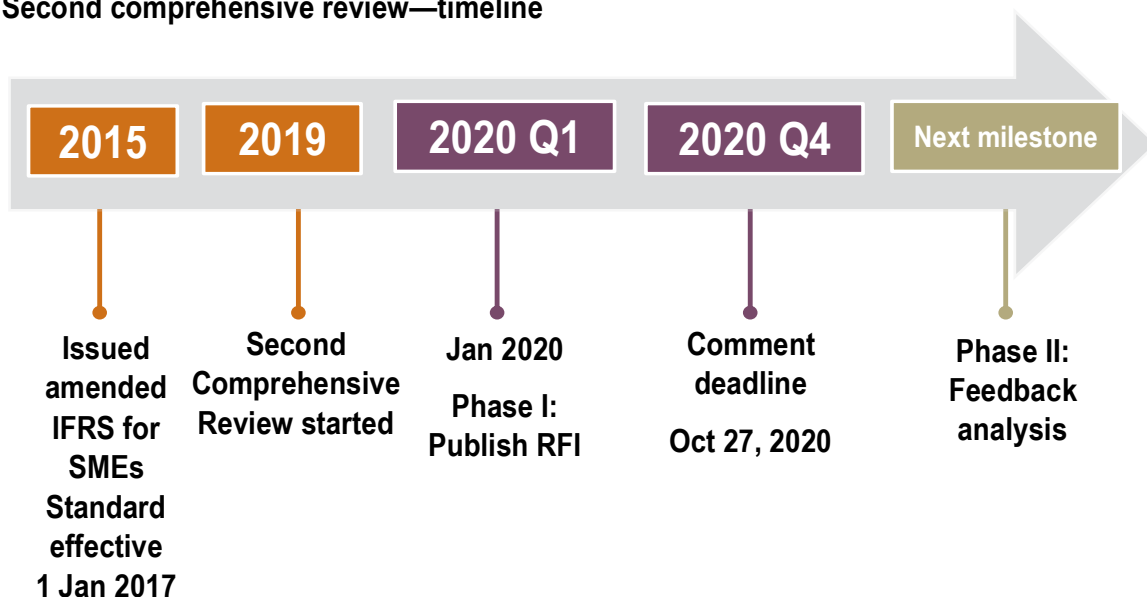 Second comprehensive review—timeline
2015
2019
2020 Q1
2020 Q4
Next milestone
Issued
amended
IFRS for
SMEs
Standard
effective
1 Jan 2017
Second
Comprehensive
Review started
Jan 2020
Phase I:
Publish RFI
Comment
deadline
Oct 27, 2020
Phase II:
Feedback
analysis